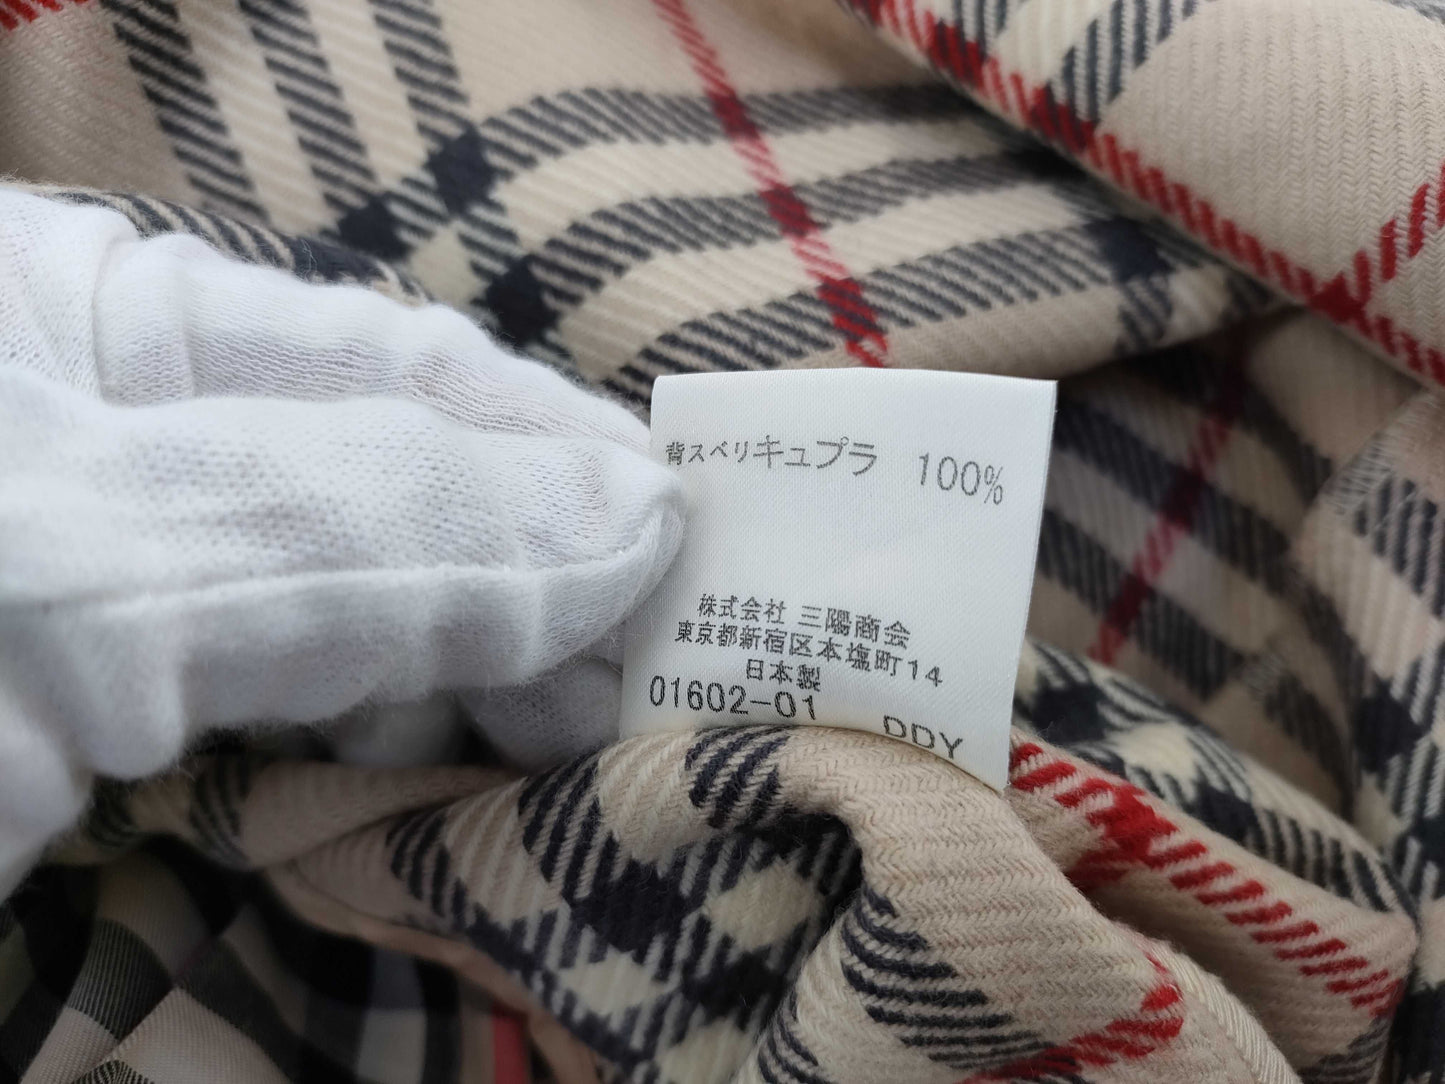 背スベリキュプラ 100%
株式会社 三陽商会
東京都新宿区本塩町14
日本製
01602-01 DDY